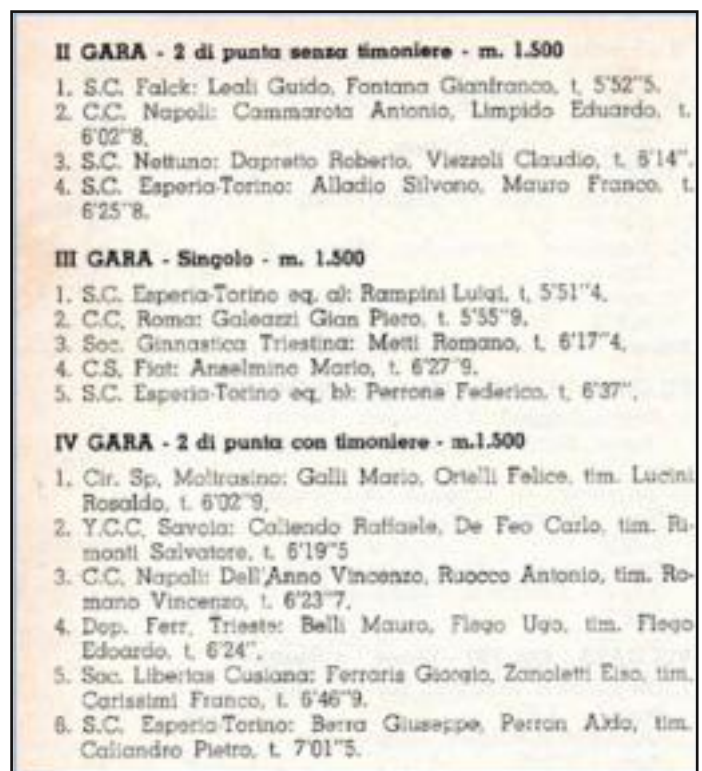 II GARA - 2 di punta senza timoniere - m. 1.500
1. S.C. Falck: Leali Guido, Fontana Gianfranco, t. 5'52"5.
2. C.C. Napoli: Cammarota Antonio, Limpido Eduardo, t.
6'02"8.
3. S.C. Nettuno: Dapretto Roberto, Viezzoli Claudio, t. 6'14".
4. S.C. Esperia-Torino: Alladio Silvano, Mauro Franco, t.
6'25"8.
III GARA - Singolo - m. 1.500
1. S.C. Esperia-Torino eq. a): Rampini Luigi, t. 5'51"4.
2. C.C. Roma: Galeazzi Gian Piero, t. 5'55"9.
3. Soc. Ginnastica Triestina: Metti Romano, t. 6'17"4.
4. C.S. Fiat: Anselmino Mario, t. 6'27"9.
5. S.C. Esperia-Torino eq. b): Perrone Federico, t. 6'37".
IV GARA - 2 di punta con timoniere - m.1.500
1. Cir. Sp. Moltrasino: Galli Mario, Ortelli Felice, tim. Lucini
Rosaldo, t. 6'02"9.
2. Y.C.C. Savoia: Caliendo Raffaele, De Feo Carlo, tim. Ri-
monti Salvatore, t. 6'19"5
3. C.C. Napoli: Dell'Anno Vincenzo, Ruocco Antonio, tim. Ro-
mano Vincenzo, t. 6'23"7.
4. Dop. Ferr. Trieste: Belli Mauro, Flego Ugo, tim. Flego
Edoardo, t. 6'24".
5. Soc. Libertas Cusiana: Ferraris Giorgio, Zanoletti Elso, tim.
Carissimi Franco, t. 6'46"9.
6. S.C. Esperia-Torino: Berra Giuseppe, Perron Aldo, tim.
Caliandro Pietro, t. 7'01"5.